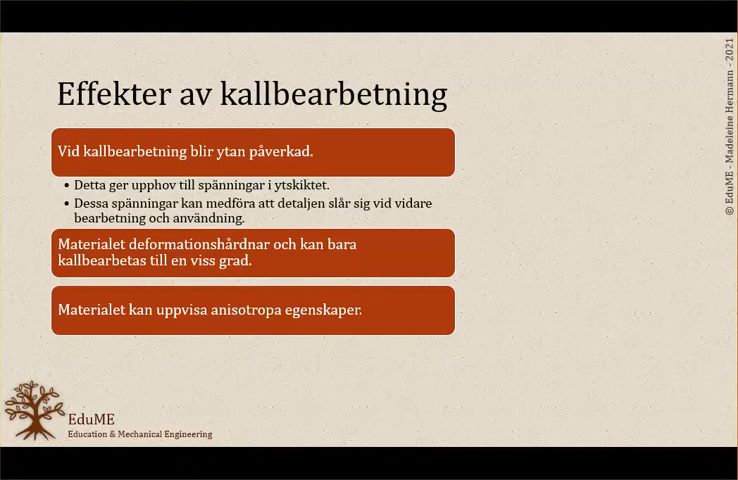 Effekter av kallbearbetning
Vid kallbearbetning blir ytan påverkad.
• Detta ger upphov till spänningar i ytskiktet.
• Dessa spänningar kan medföra att detaljen slår sig vid vidare
bearbetning och användning.
Materialet deformationshårdnar och kan bara
kallbearbetas till en viss grad.
Materialet kan uppvisa anisotropa egenskaper.
EduME
Education & Mechanical Engineering
© EduME - Madeleine Hermann - 2021